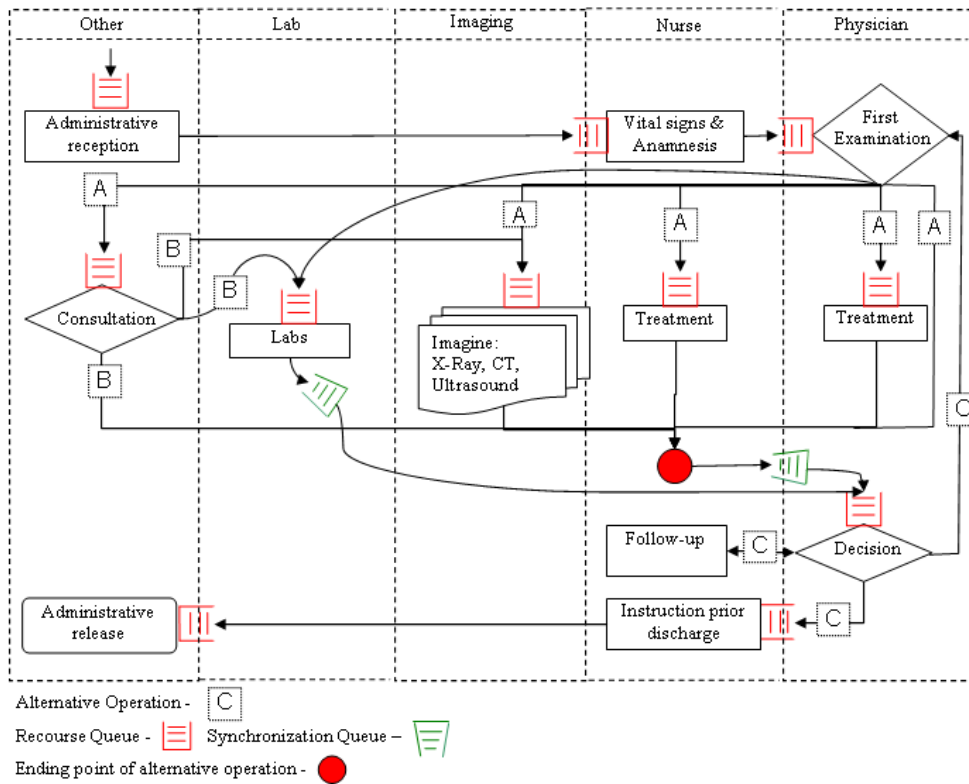 Other Lab Imaging Nurse Physician
Administrative
reception
Vital signs &
Anamnesis
First
Examination
A
A
A
A
A
B
B
B
Consultation
Labs
Imagine:
X-Ray, CT,
Ultrasound
Treatment
Treatment
C
Follow-up
C
Decision
Administrative
release
Instruction prior
discharge
C
Alternative Operation - C
Recourse Queue - Synchronization Queue –
Ending point of alternative operation -